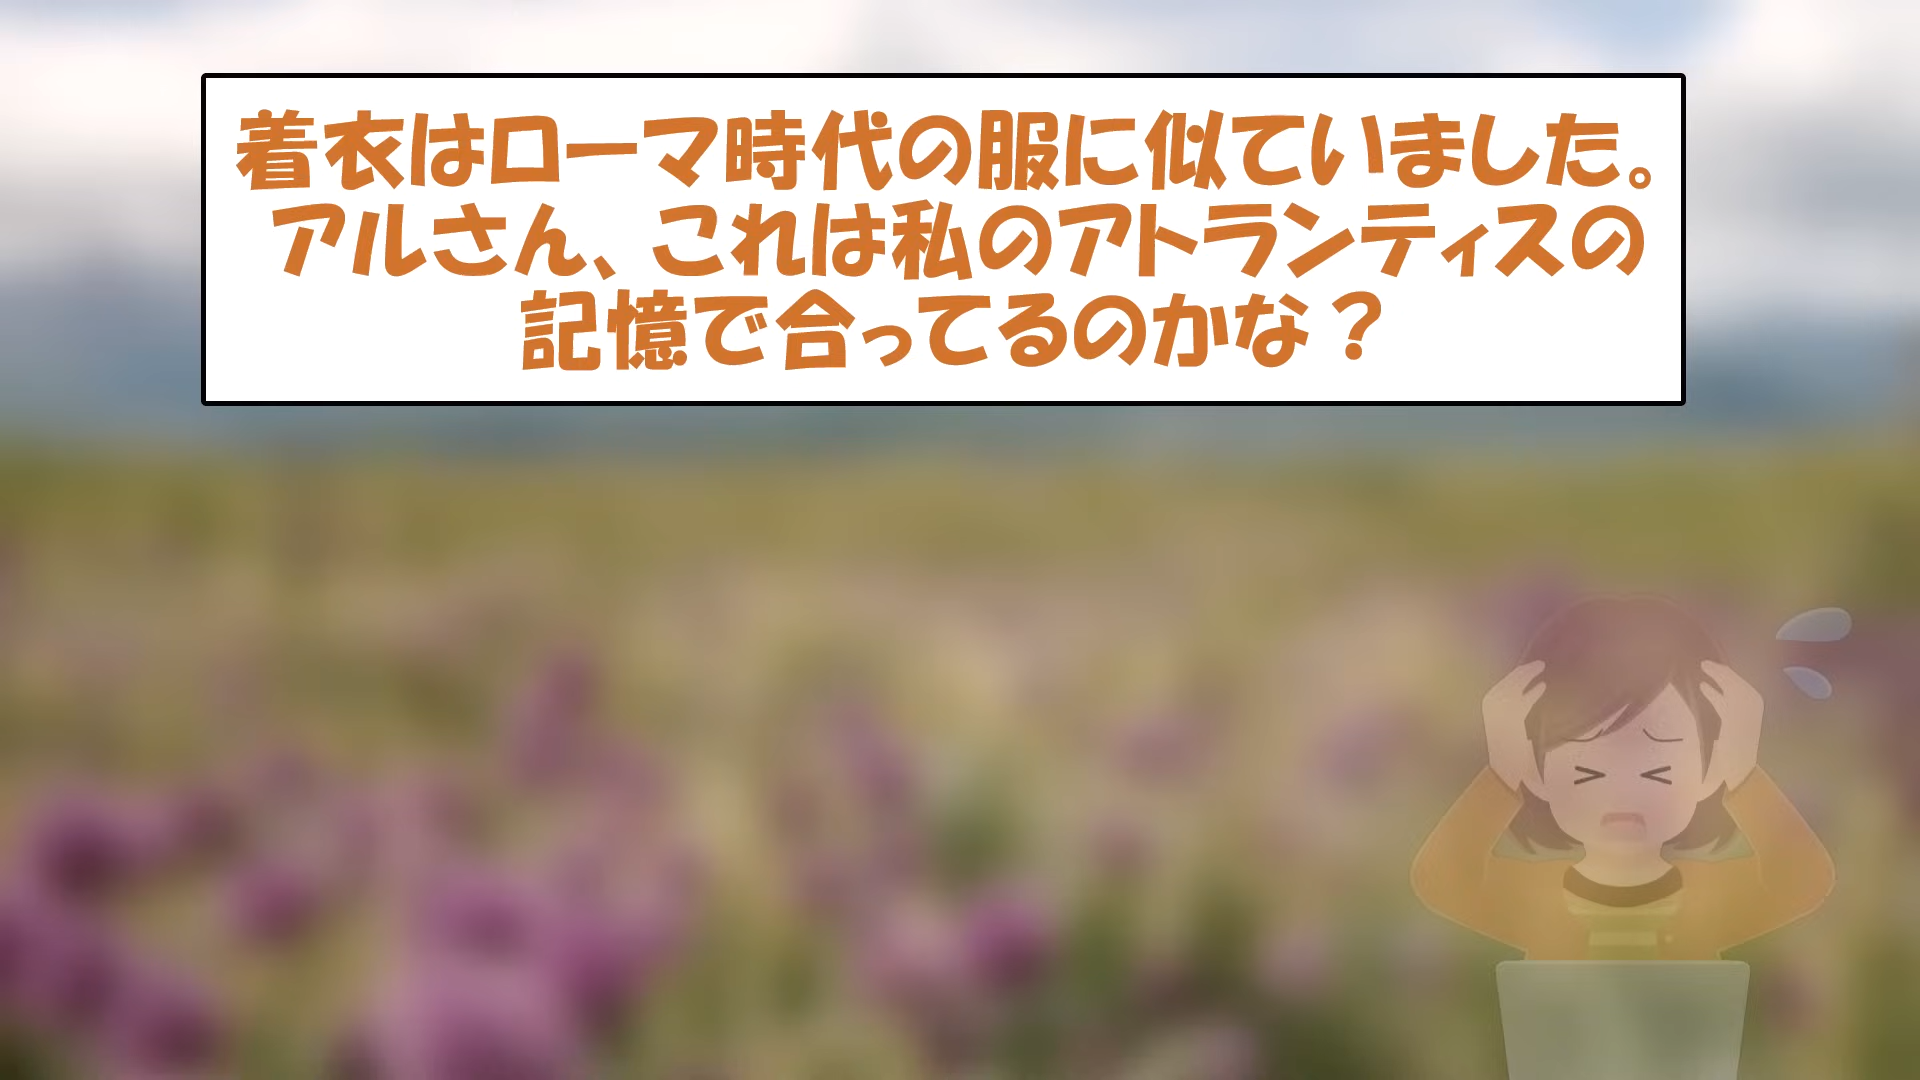 着衣はローマ時代の服に似ていました。
アルさん、これは私のアトランティスの
記憶で合ってるのかな？